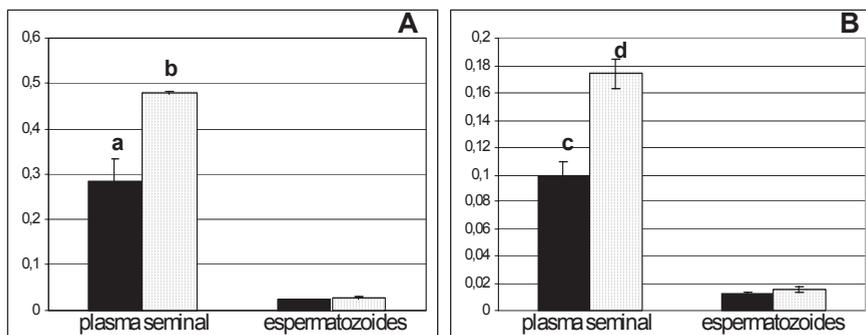 A
0,6
0,5
0,4
0,3
0,2
0,1
0
a
b
plasma seminal
espermatozoides
B
0,2
0,18
0,16
0,14
0,12
0,1
0,08
0,06
0,04
0,02
0
c
d
plasma seminal
espermatozoides